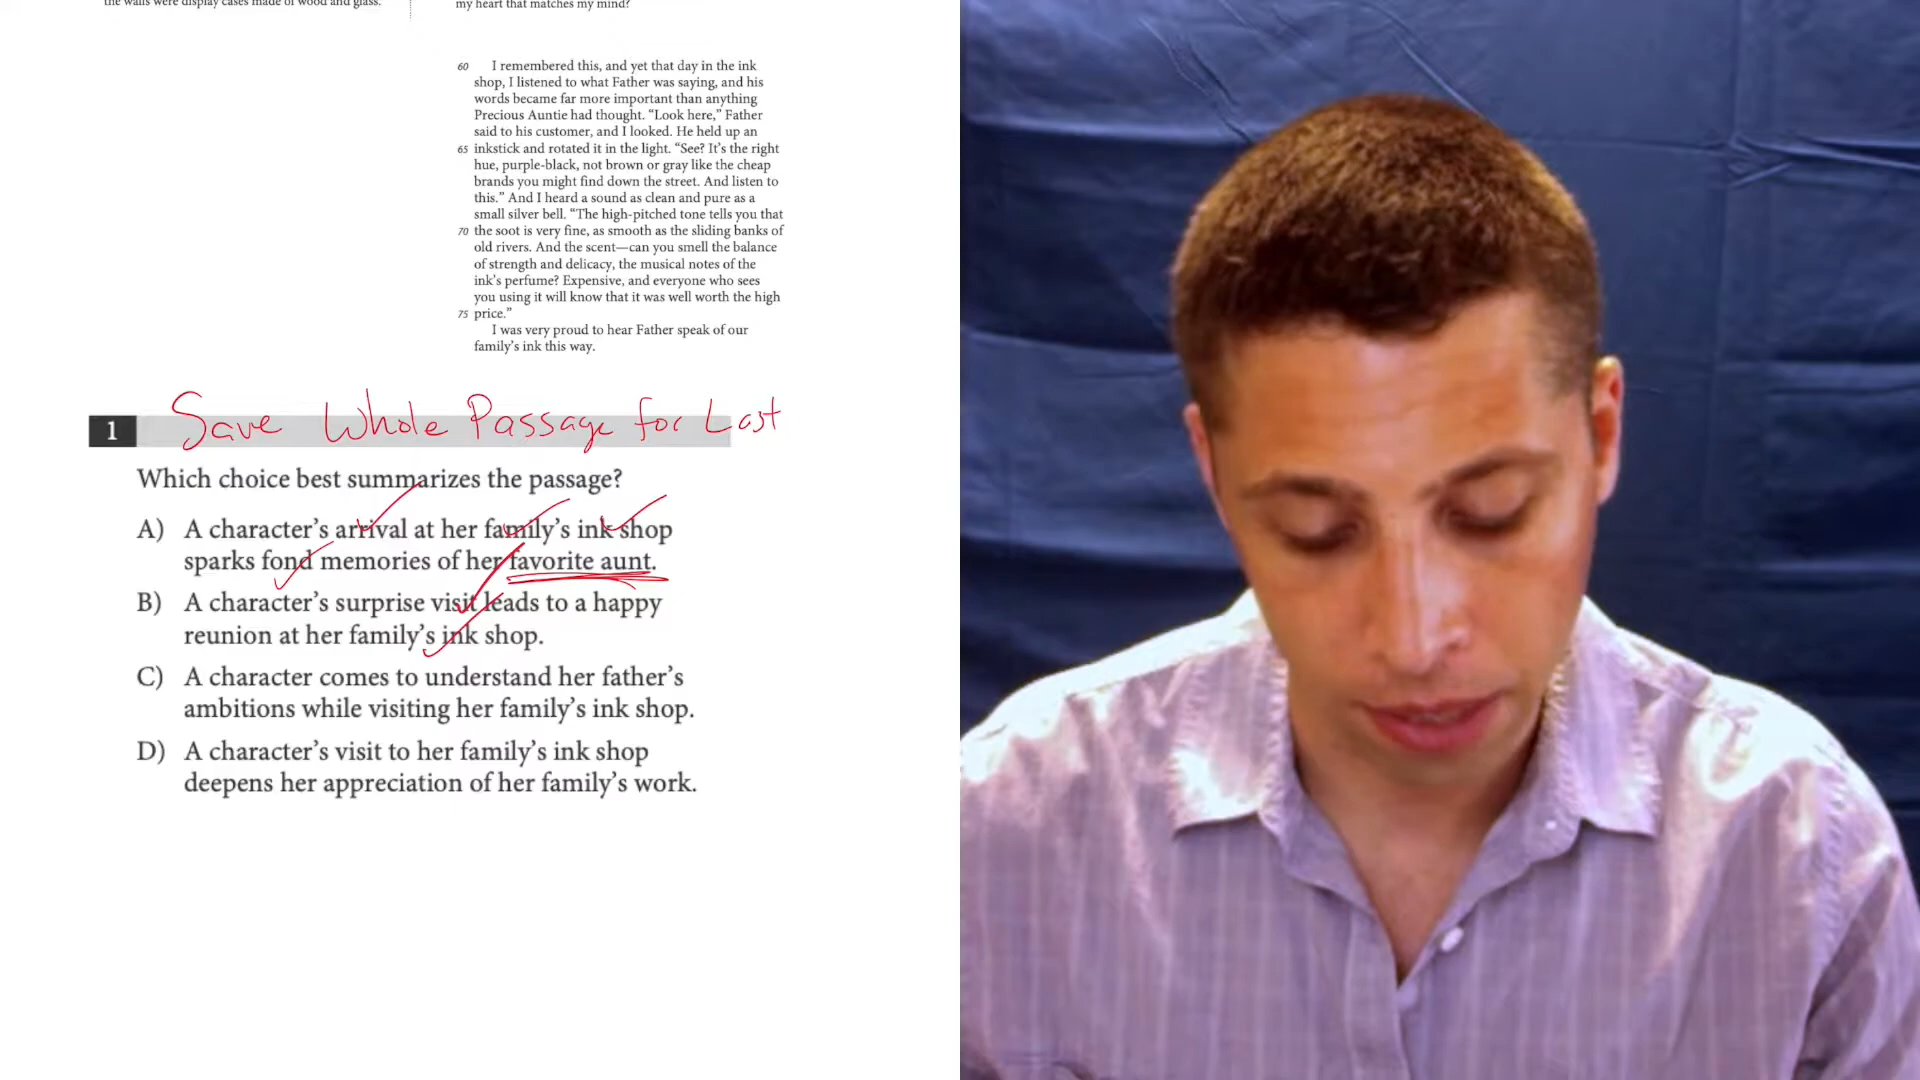 the walls were display cases made of wood and glass.
my heart that matches my mind?
60 I remembered this, and yet that day in the ink
shop, I listened to what Father was saying, and his
words became far more important than anything
Precious Auntie had thought. “Look here,” Father
said to his customer, and I looked. He held up an
65 inkstick and rotated it in the light. “See? It’s the right
hue, purple-black, not brown or gray like the cheap
brands you might find down the street. And listen to
this.” And I heard a sound as clean and pure as a
small silver bell. “The high-pitched tone tells you that
70 the soot is very fine, as smooth as the sliding banks of
old rivers. And the scent—can you smell the balance
of strength and delicacy, the musical notes of the
ink’s perfume? Expensive, and everyone who sees
you using it will know that it was well worth the high
75 price.”
I was very proud to hear Father speak of our
family’s ink this way.
Save Whole Passage for Last
1
Which choice best summarizes the passage?
A) A character’s arrival at her family’s ink shop
sparks fond memories of her favorite aunt.
B) A character’s surprise visit leads to a happy
reunion at her family’s ink shop.
C) A character comes to understand her father’s
ambitions while visiting her family’s ink shop.
D) A character’s visit to her family’s ink shop
deepens her appreciation of her family’s work.